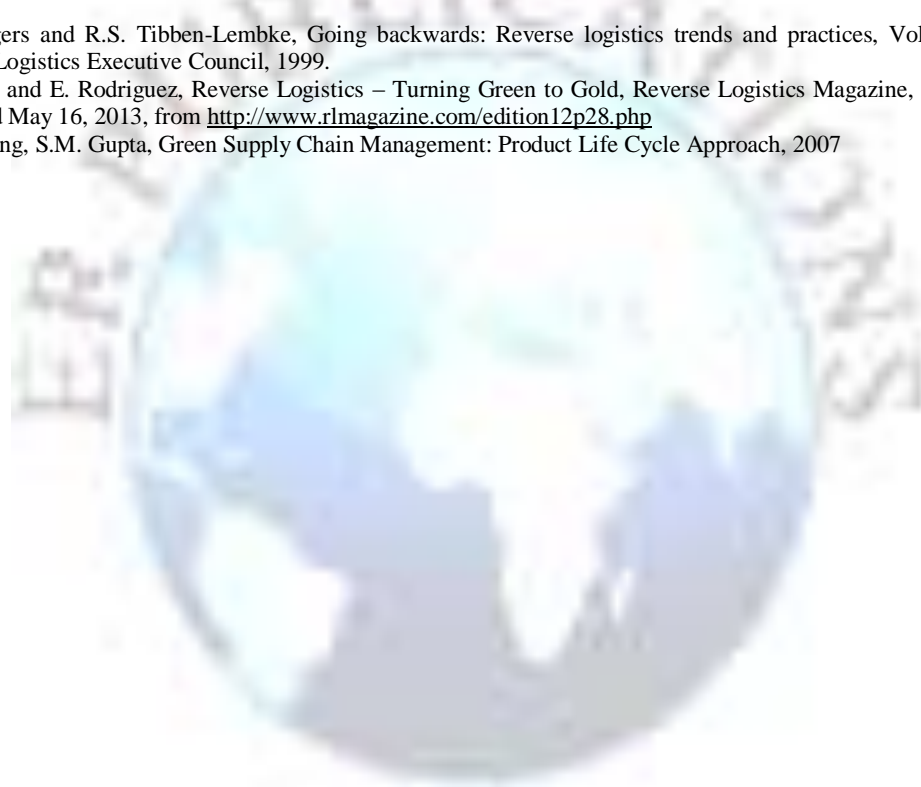 gers and R.S. Tibben-Lembke, Going backwards: Reverse logistics trends and practices, Vol
Logistics Executive Council, 1999.
and E. Rodriguez, Reverse Logistics – Turning Green to Gold, Reverse Logistics Magazine,
d May 16, 2013, from http://www.rlmagazine.com/edition12p28.php
ng, S.M. Gupta, Green Supply Chain Management: Product Life Cycle Approach, 2007